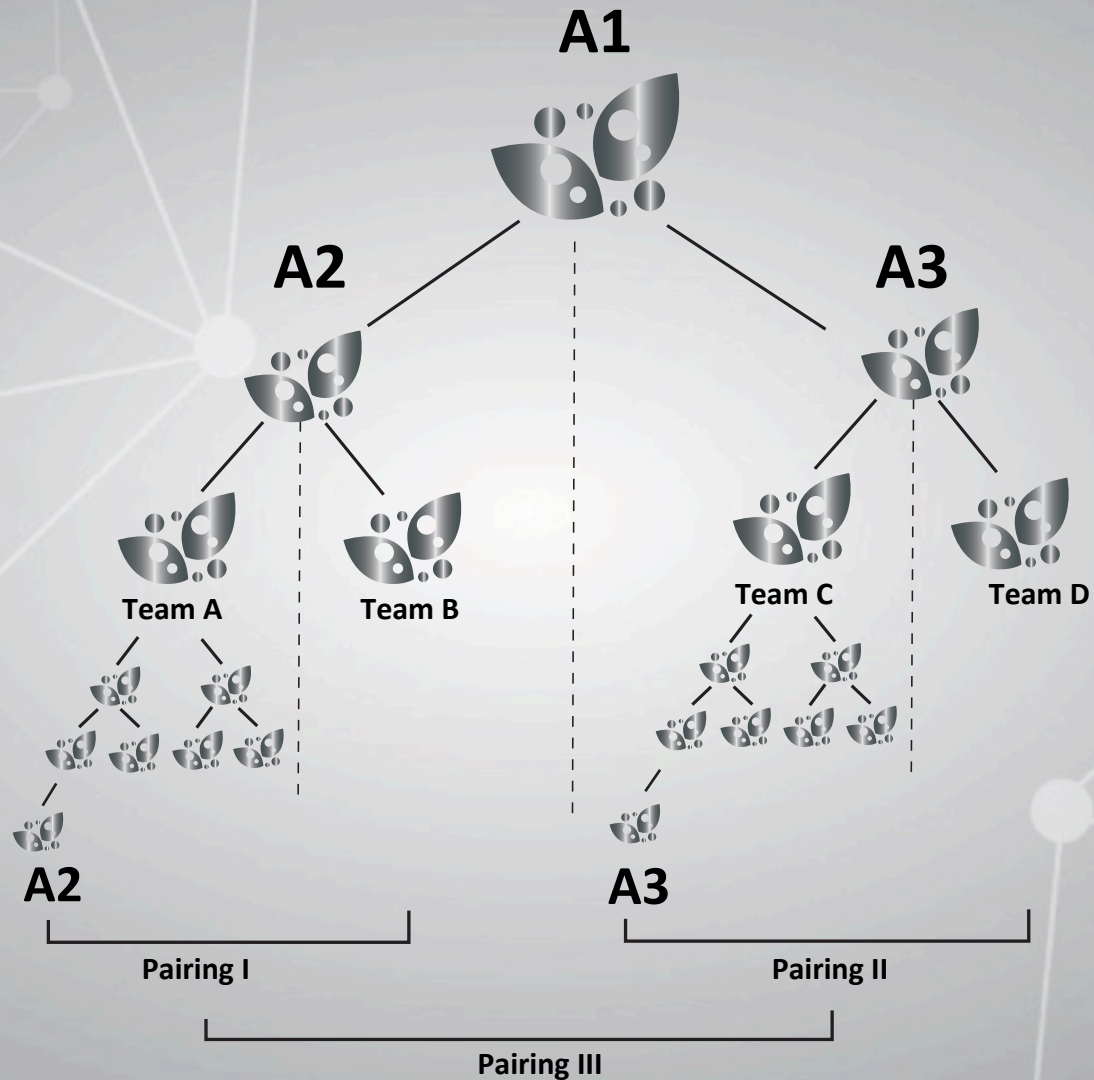 A1
A2
A3
Team A
Team B
Team C
Team D
A2
A3
Pairing I
Pairing II
Pairing III